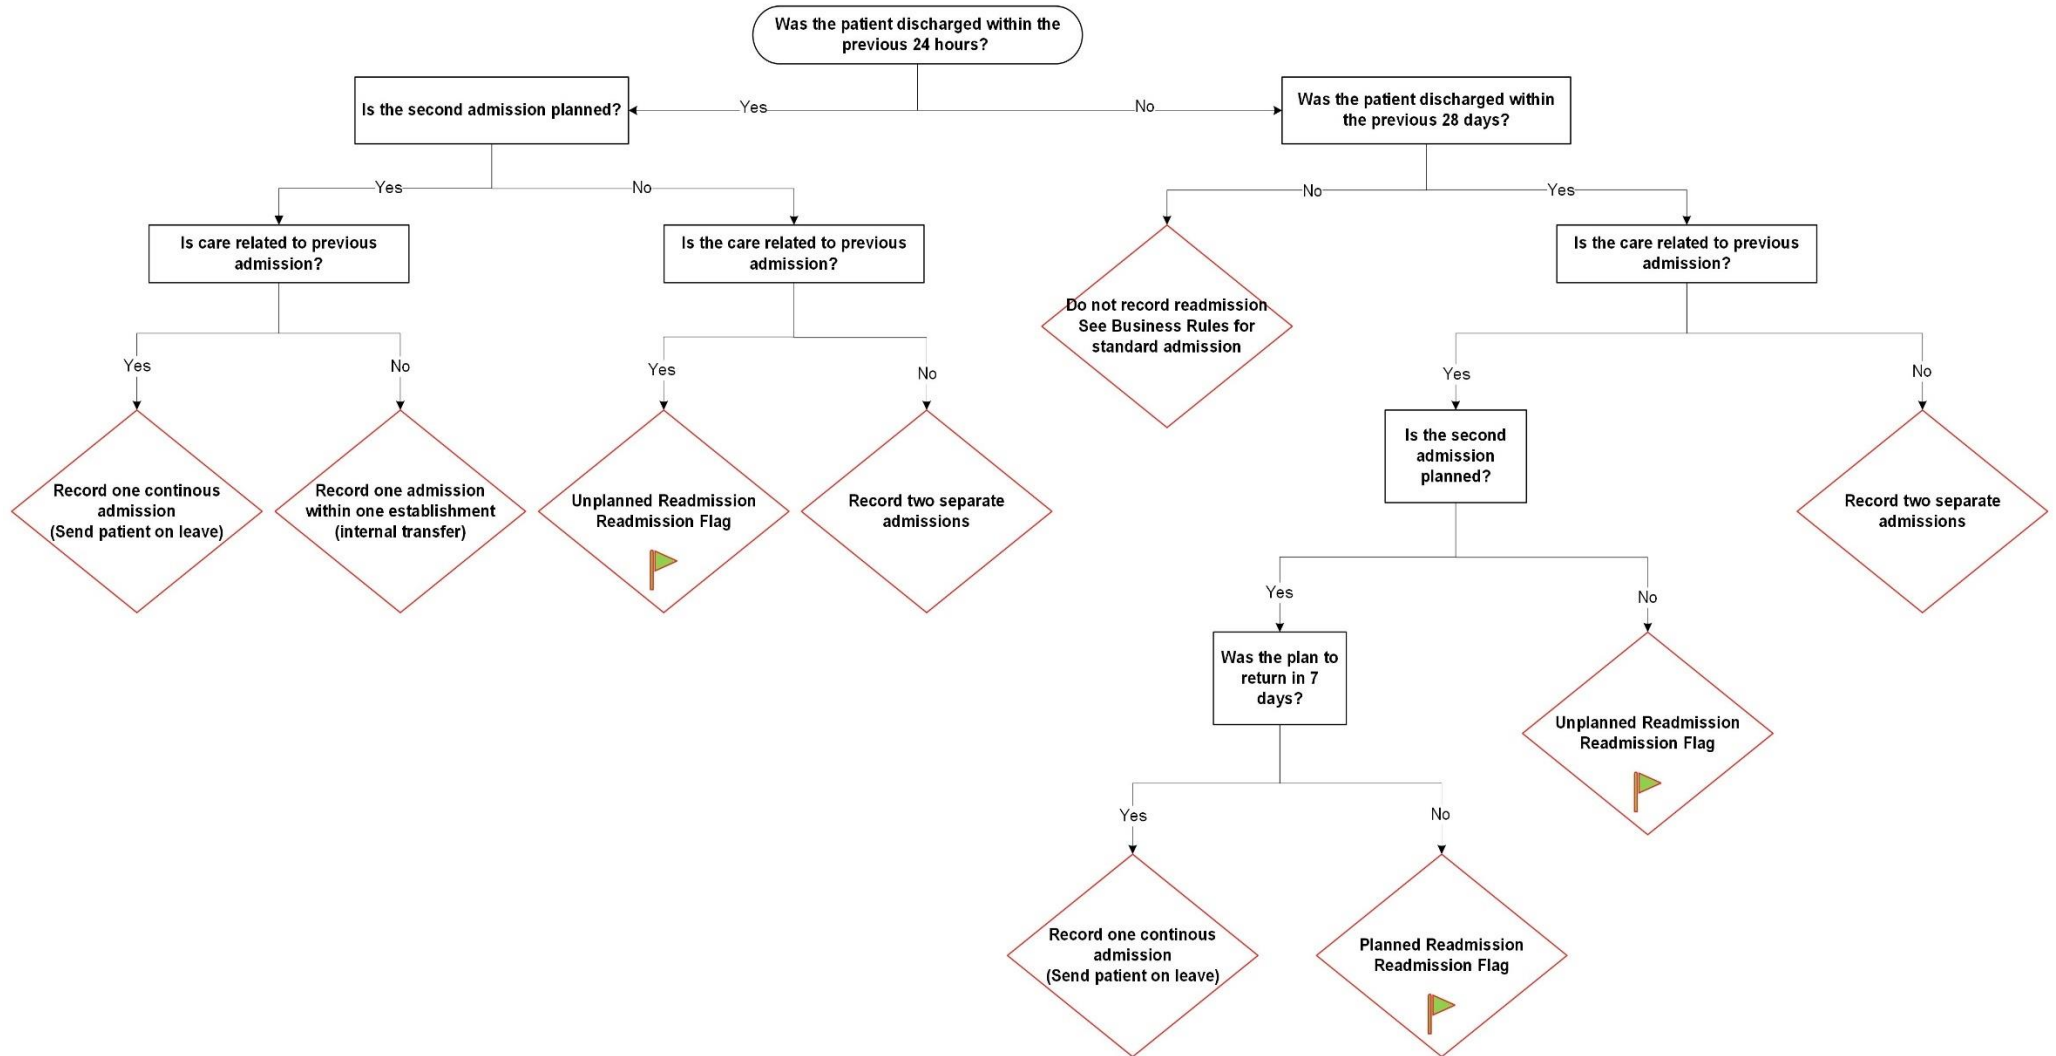 Was the patient discharged within the
previous 24 hours?
Is the second admission planned?
Yes
No
Was the patient discharged within
the previous 28 days?
Yes
No
No
Yes
Is care related to previous
admission?
Is the care related to previous
admission?
Is the care related to previous
admission?
Do not record readmission
See Business Rules for
standard admission
Yes
No
Yes
No
Yes
No
Record one continous
admission
(Send patient on leave)
Record one admission
within one establishment
(internal transfer)
Unplanned Readmission
Readmission Flag
Record two separate
admissions
Is the second
admission
planned?
Record two separate
admissions
Yes
No
Was the plan to
return in 7
days?
Unplanned Readmission
Readmission Flag
Yes
No
Record one continous
admission
(Send patient on leave)
Planned Readmission
Readmission Flag